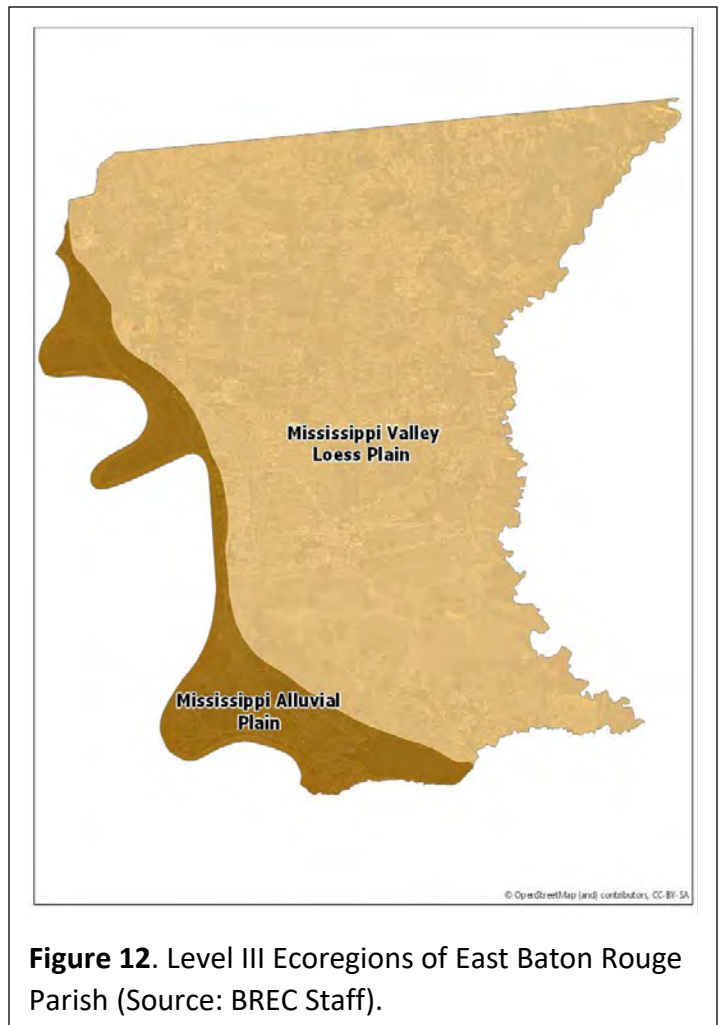 Mississippi Valley
Loess Plain
Mississippi Alluvial
Plain
© OpenStreetMap (and) contributors, CC-BY-SA
Figure 12. Level III Ecoregions of East Baton Rouge
Parish (Source: BREC Staff).